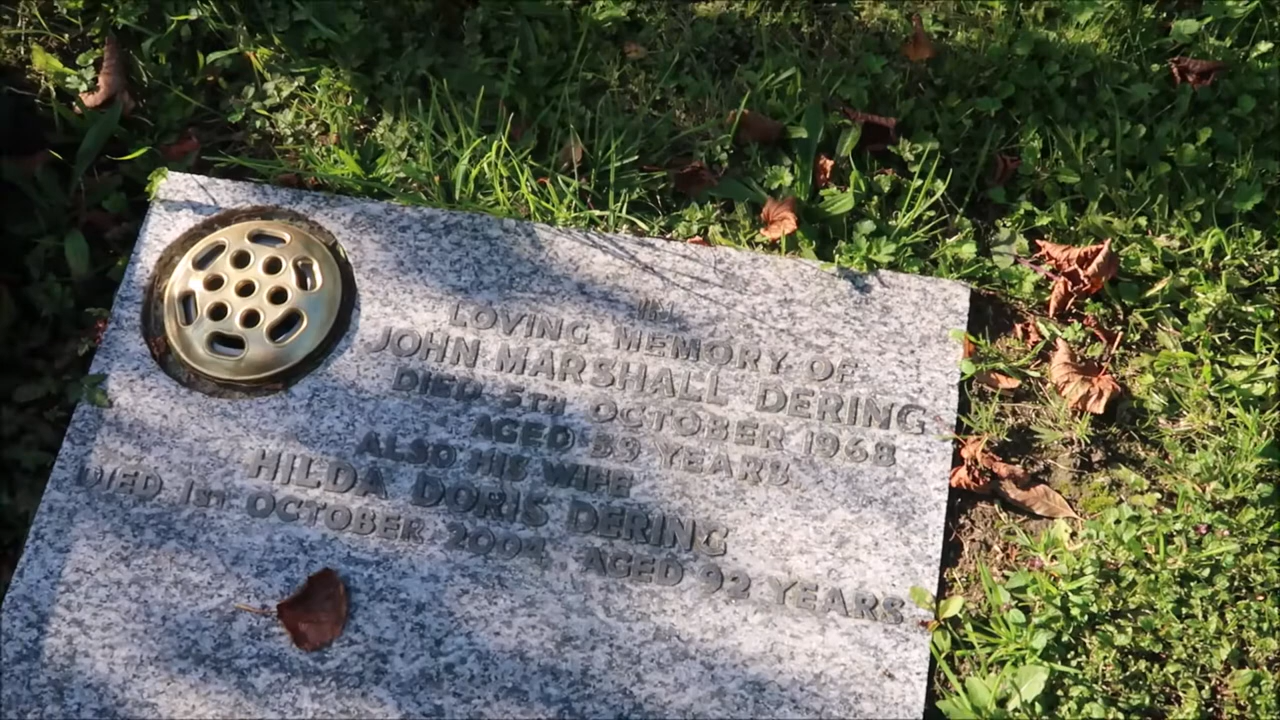 IN
LOVING MEMORY OF
JOHN MARSHALL DERING
DIED 5TH OCTOBER 1968
AGED 59 YEARS.
ALSO HIS WIFE
HILDA DORIS DERING
DIED 1ST OCTOBER 2004 AGED 92 YEARS